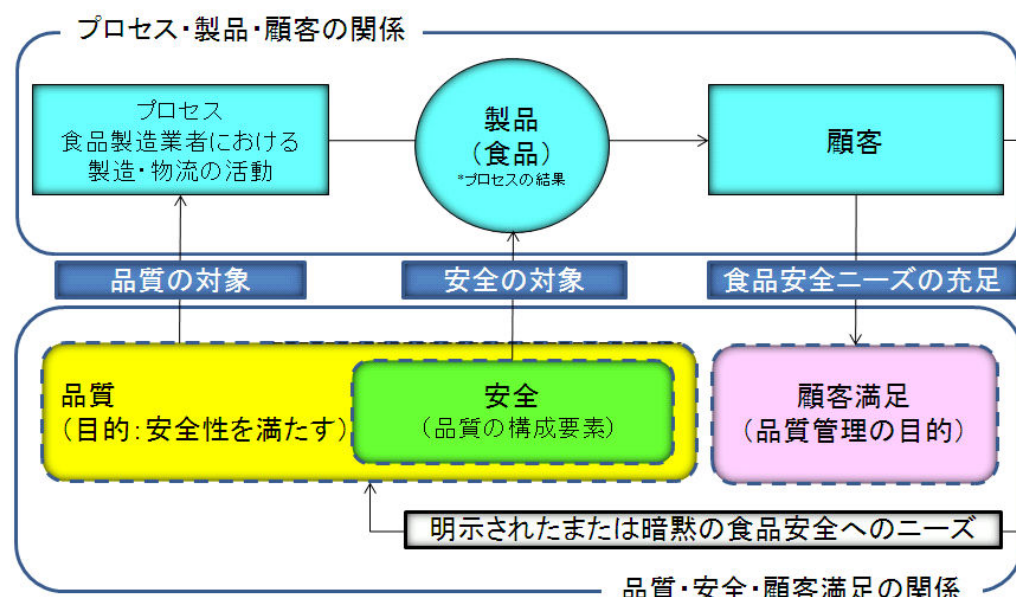 プロセス・製品・顧客の関係
プロセス
食品製造業者における
製造・物流の活動
製品
（食品）
*プロセスの結果
顧客
品質の対象
安全の対象
食品安全ニーズの充足
品質
（目的：安全性を満たす）
安全
（品質の構成要素）
顧客満足
（品質管理の目的）
明示されたまたは暗黙の食品安全へのニーズ
品質・安全・顧客満足の関係